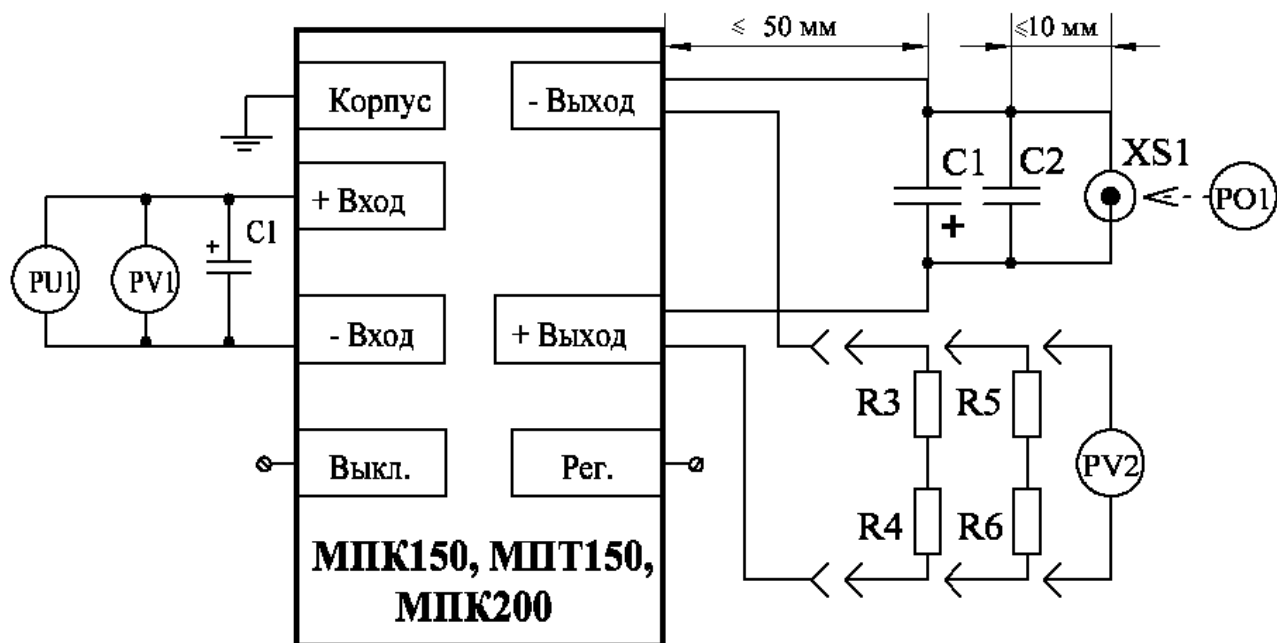 ≤ 50 мм
≤10 мм
Корпус
- Выход
+ Вход
C1
C2
XS1
PO1
+
PU1
PV1
+
C1
- Вход
+ Выход
R3
R5
PV2
Выкл.
Рег.
R4
R6
МПК150, МПТ150,
МПК200